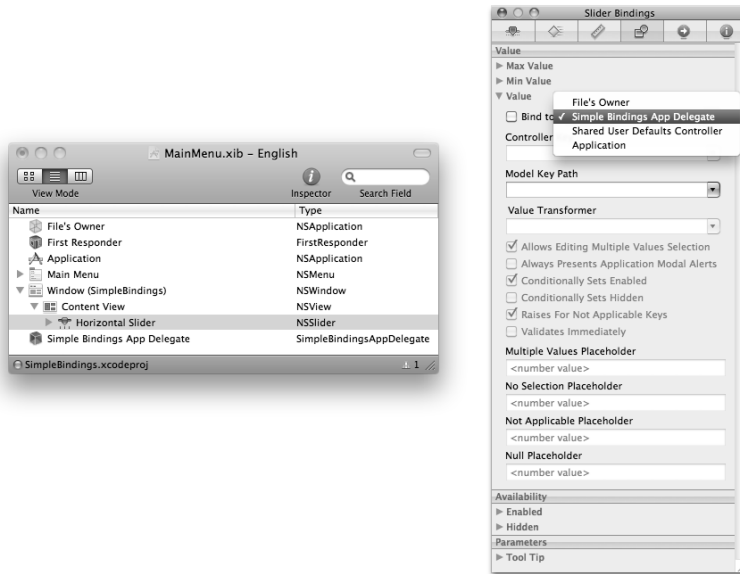 MainMenu.xib – English
View Mode
Inspector
Search Field
Name Type
File's Owner NSApplication
First Responder FirstResponder
Application NSApplication
Main Menu NSMenu
Window (SimpleBindings) NSWindow
Content View NSView
Horizontal Slider NSSlider
Simple Bindings App Delegate SimpleBindingsAppDelegate
SimpleBindings.xcodeproj 1
Slider Bindings
Value
Max Value
Min Value
Value
File's Owner
Bind to ✓ Simple Bindings App Delegate
Shared User Defaults Controller
Application
Controller
Model Key Path
Value Transformer
Allows Editing Multiple Values Selection
Always Presents Application Modal Alerts
Conditionally Sets Enabled
Conditionally Sets Hidden
Raises For Not Applicable Keys
Validates Immediately
Multiple Values Placeholder
<number value>
No Selection Placeholder
<number value>
Not Applicable Placeholder
<number value>
Null Placeholder
<number value>
Availability
Enabled
Hidden
Parameters
Tool Tip